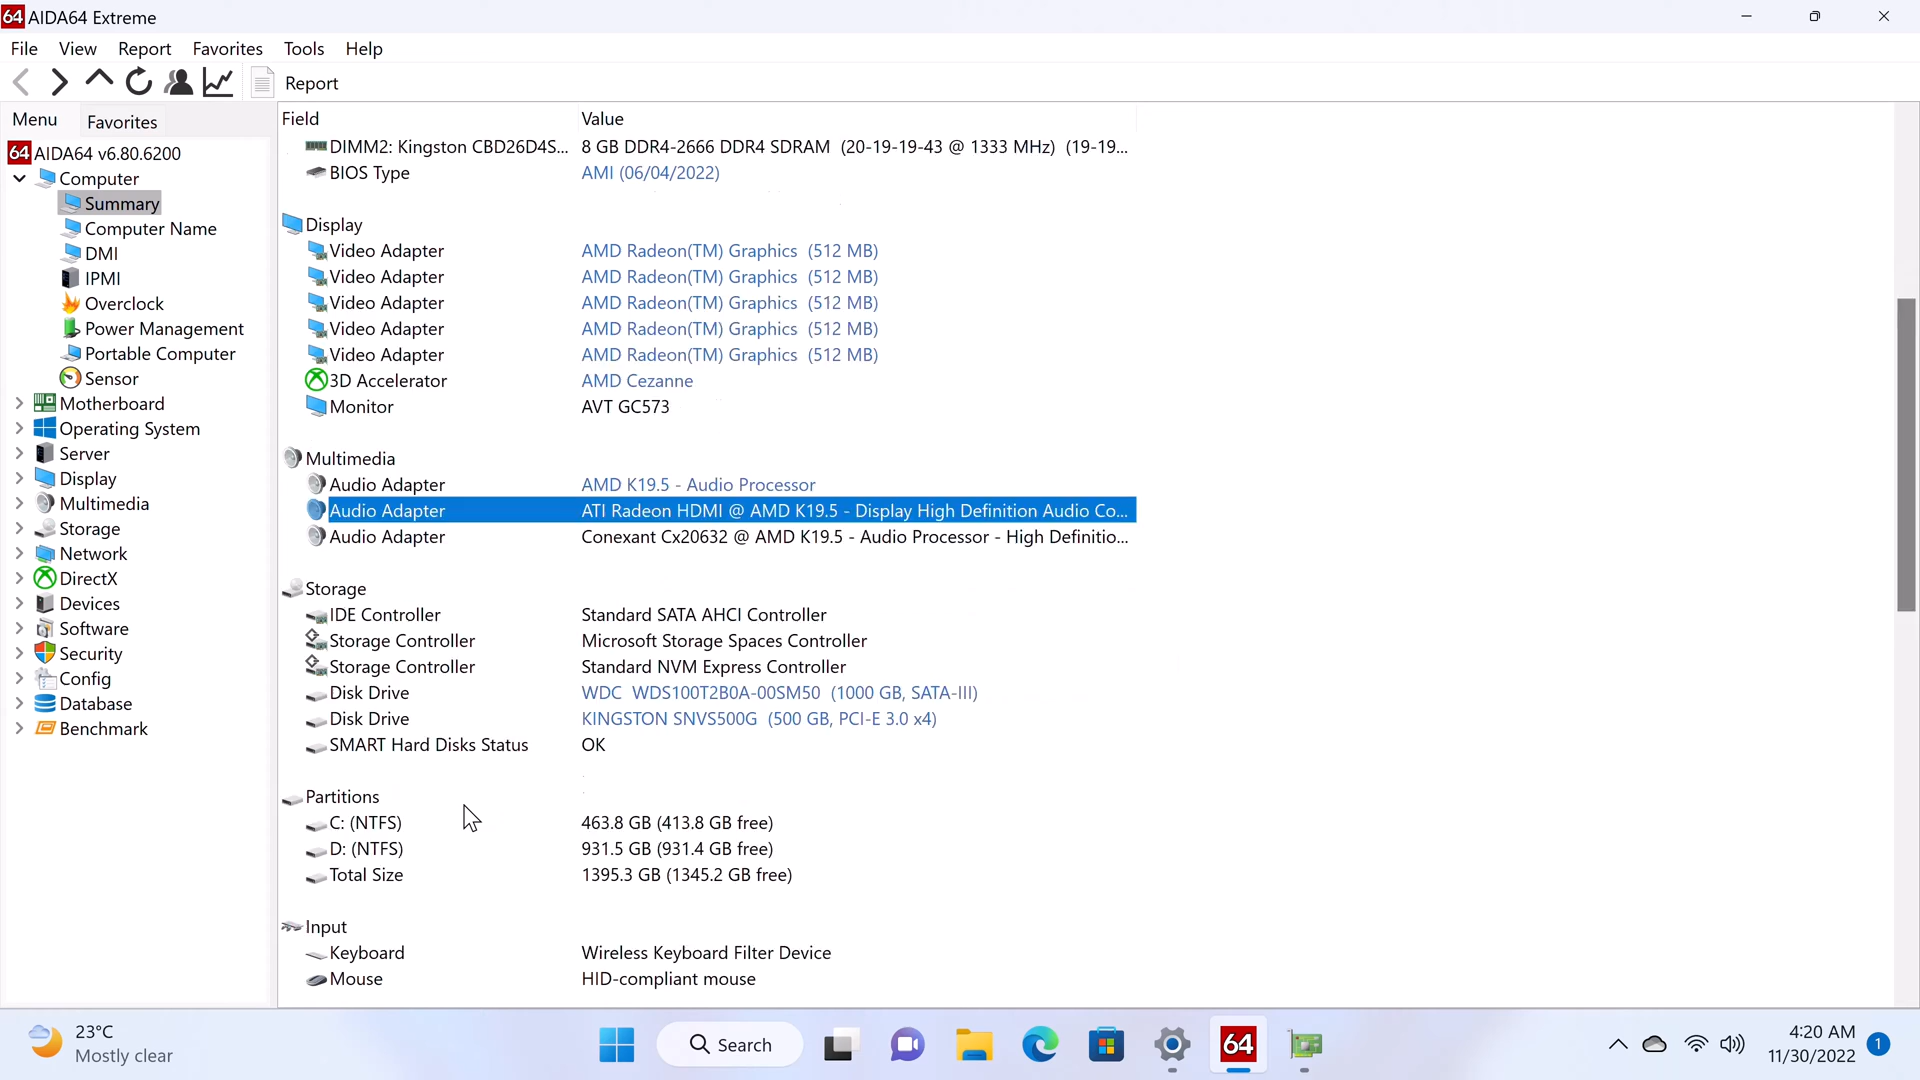 64 AIDA64 Extreme
File View Report Favorites Tools Help
Report
Menu Favorites
64 AIDA64 v6.80.6200
Computer
Summary
Computer Name
DMI
IPMI
Overclock
Power Management
Portable Computer
Sensor
Motherboard
Operating System
Server
Display
Multimedia
Storage
Network
DirectX
Devices
Software
Security
Config
Database
Benchmark
Field Value
DIMM2: Kingston CBD26D4S... 8 GB DDR4-2666 DDR4 SDRAM (20-19-19-43 @ 1333 MHz) (19-19...
BIOS Type AMI (06/04/2022)
Display
Video Adapter AMD Radeon(TM) Graphics (512 MB)
Video Adapter AMD Radeon(TM) Graphics (512 MB)
Video Adapter AMD Radeon(TM) Graphics (512 MB)
Video Adapter AMD Radeon(TM) Graphics (512 MB)
Video Adapter AMD Radeon(TM) Graphics (512 MB)
3D Accelerator AMD Cezanne
Monitor AVT GC573
Multimedia
Audio Adapter AMD K19.5 - Audio Processor
Audio Adapter ATI Radeon HDMI @ AMD K19.5 - Display High Definition Audio Co...
Audio Adapter Conexant Cx20632 @ AMD K19.5 - Audio Processor - High Definitio...
Storage
IDE Controller Standard SATA AHCI Controller
Storage Controller Microsoft Storage Spaces Controller
Storage Controller Standard NVM Express Controller
Disk Drive WDC WDS100T2B0A-00SM50 (1000 GB, SATA-III)
Disk Drive KINGSTON SNVS500G (500 GB, PCI-E 3.0 x4)
SMART Hard Disks Status OK
Partitions
C: (NTFS) 463.8 GB (413.8 GB free)
D: (NTFS) 931.5 GB (931.4 GB free)
Total Size 1395.3 GB (1345.2 GB free)
Input
Keyboard Wireless Keyboard Filter Device
Mouse HID-compliant mouse
23°C
Mostly clear
Search
64
4:20 AM
11/30/2022
1